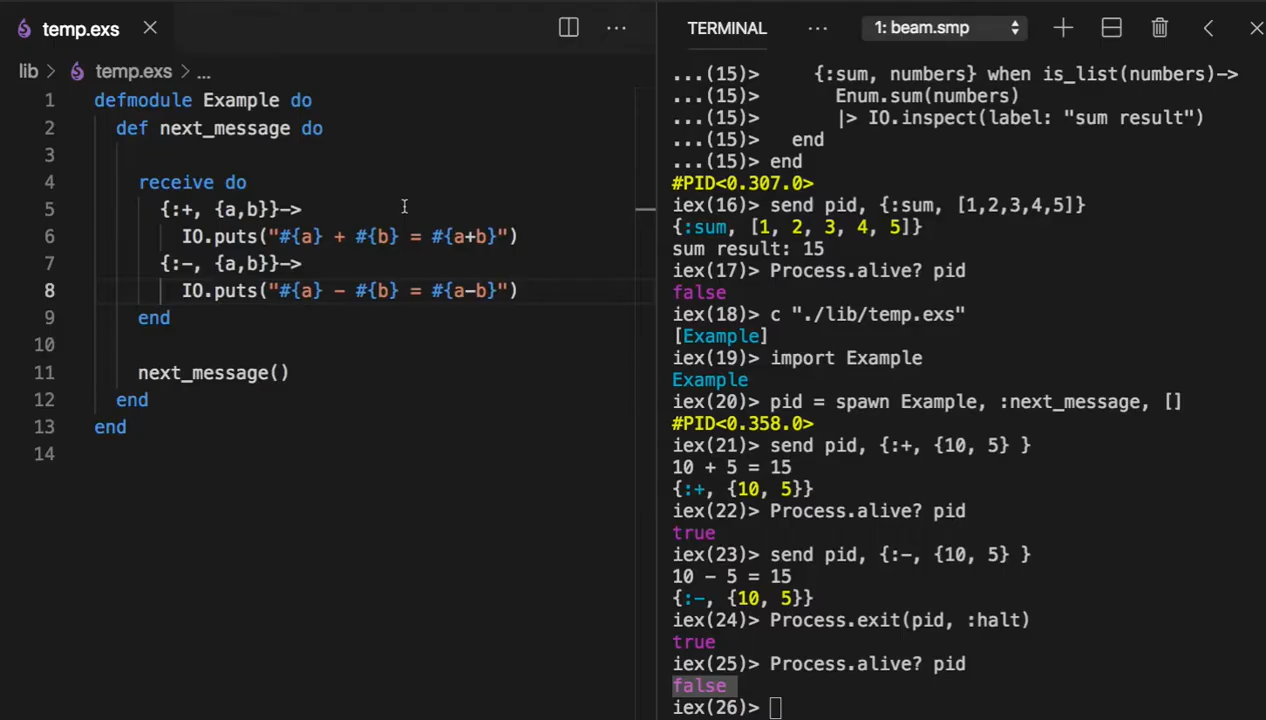 temp.exs
lib > temp.exs > ...
1 defmodule Example do
2 def next_message do
3
4 receive do
5 {:+, {a,b}}->
6 IO.puts("#{a} + #{b} = #{a+b}")
7 {:-, {a,b}}->
8 IO.puts("#{a} - #{b} = #{a-b}")
9 end
10
11 next_message()
12 end
13 end
14
TERMINAL
1: beam.smp
...(15)> {:sum, numbers} when is_list(numbers)->
...(15)> Enum.sum(numbers)
...(15)> |> IO.inspect(label: "sum result")
...(15)> end
...(15)> end
#PID<0.307.0>
iex(16)> send pid, {:sum, [1,2,3,4,5]}
{:sum, [1, 2, 3, 4, 5]}
sum result: 15
iex(17)> Process.alive? pid
false
iex(18)> c "./lib/temp.exs"
[Example]
iex(19)> import Example
Example
iex(20)> pid = spawn Example, :next_message, []
#PID<0.358.0>
iex(21)> send pid, {:+, {10, 5} }
10 + 5 = 15
{:+, {10, 5}}
iex(22)> Process.alive? pid
true
iex(23)> send pid, {:-, {10, 5} }
10 - 5 = 15
{:-, {10, 5}}
iex(24)> Process.exit(pid, :halt)
true
iex(25)> Process.alive? pid
false
iex(26)>